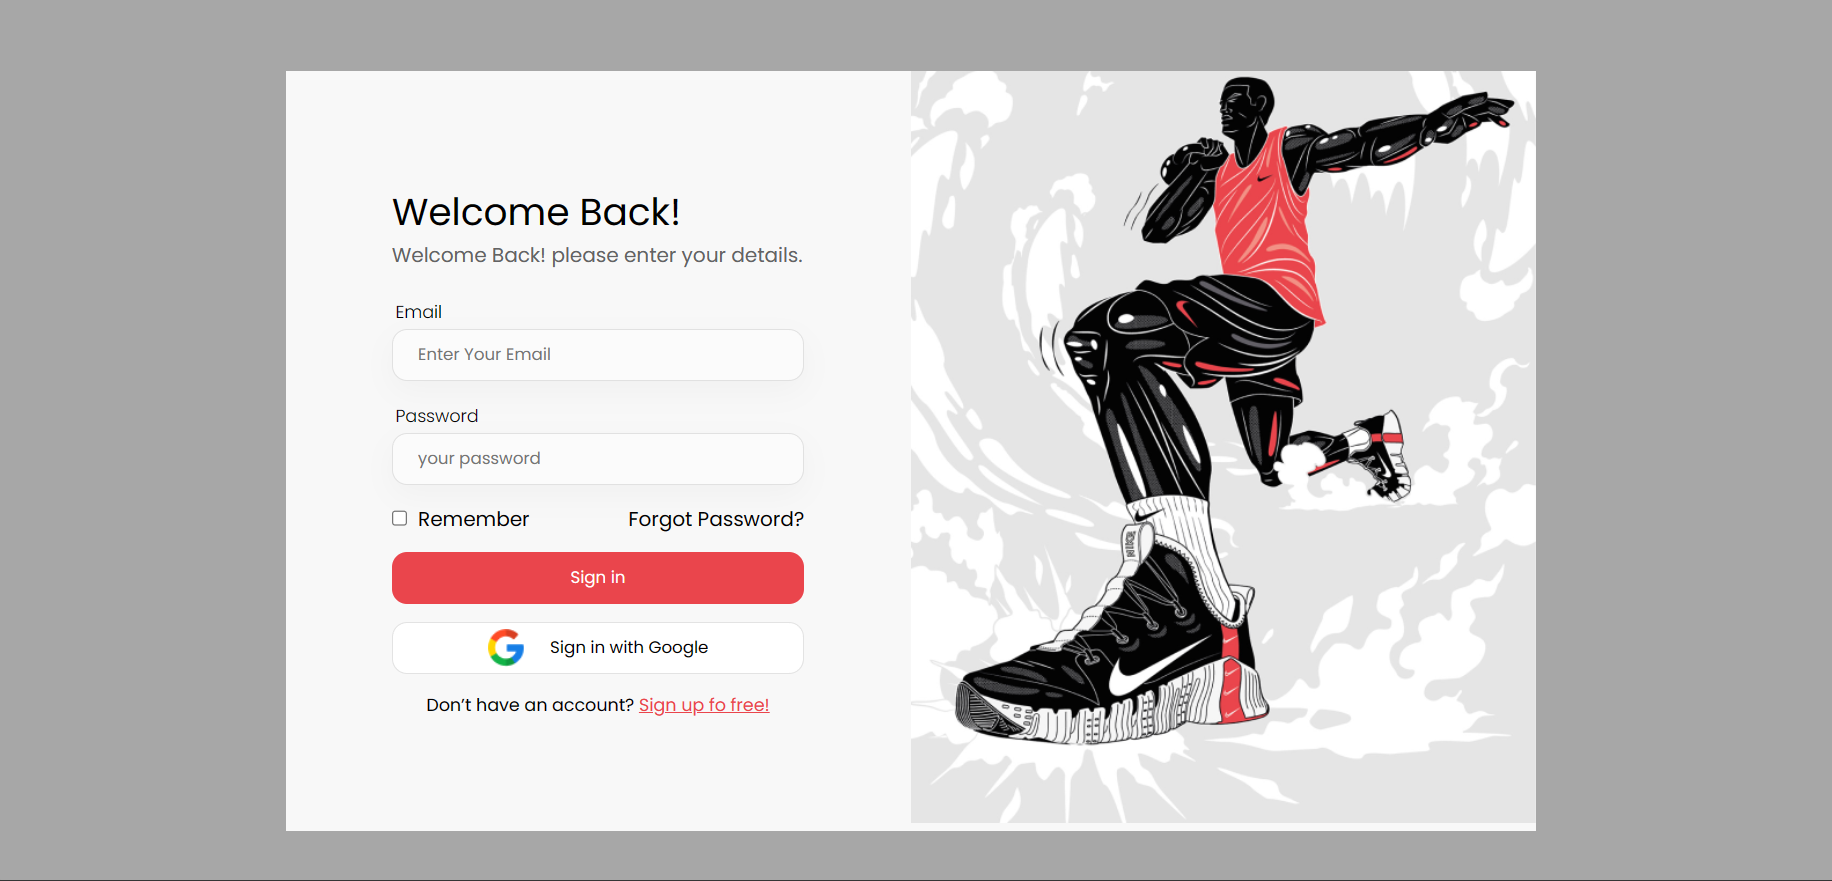 Welcome Back!
Welcome Back! please enter your details.
Email
Enter Your Email
Password
your password
Remember
Forgot Password?
Sign in
Sign in with Google
Don’t have an account? Sign up fo free!
NIKE